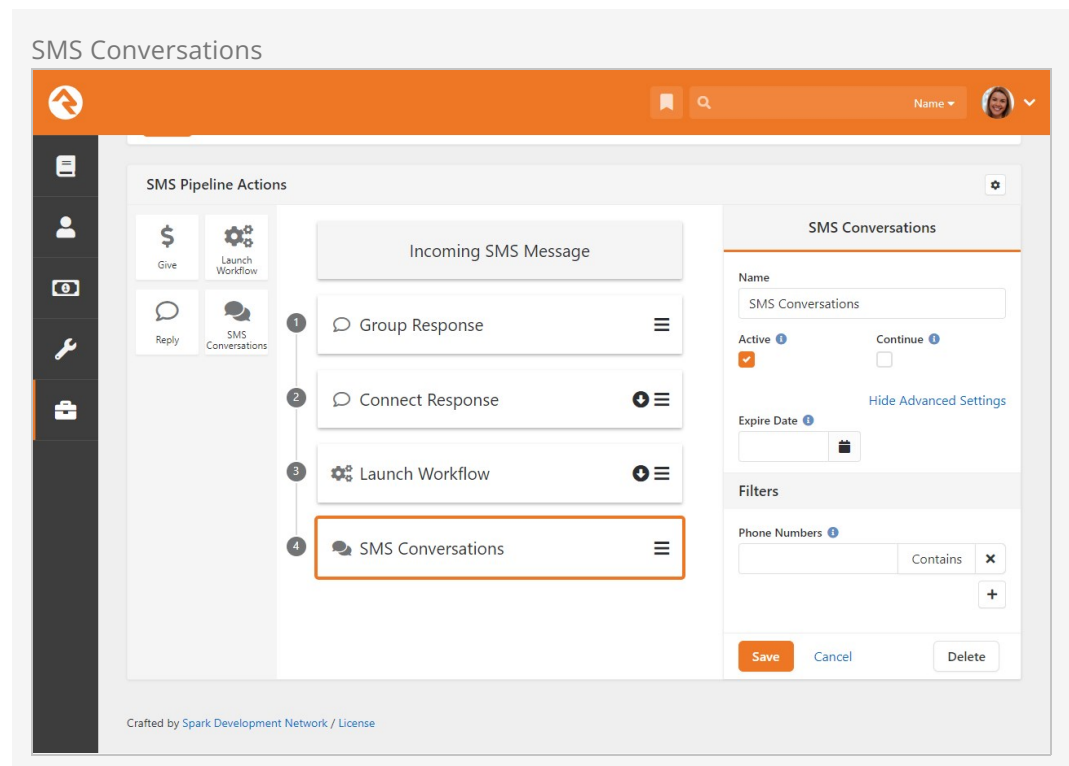 SMS Conversations
Name
SMS Pipeline Actions
Give
Launch
Workflow
Reply
SMS
Conversations
Incoming SMS Message
1 Group Response
2 Connect Response
3 Launch Workflow
4 SMS Conversations
SMS Conversations
Name
SMS Conversations
Active Continue
Hide Advanced Settings
Expire Date
Filters
Phone Numbers
Contains
Save Cancel Delete
Crafted by Spark Development Network / License